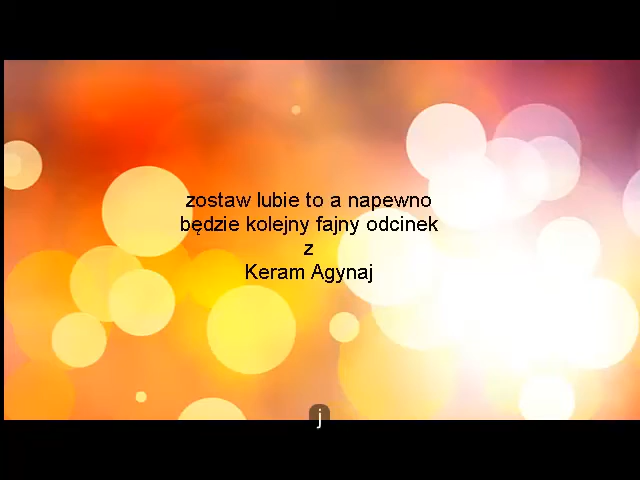 zostaw lubie to a napewno
będzie kolejny fajny odcinek
z
Keram Agynaj
j